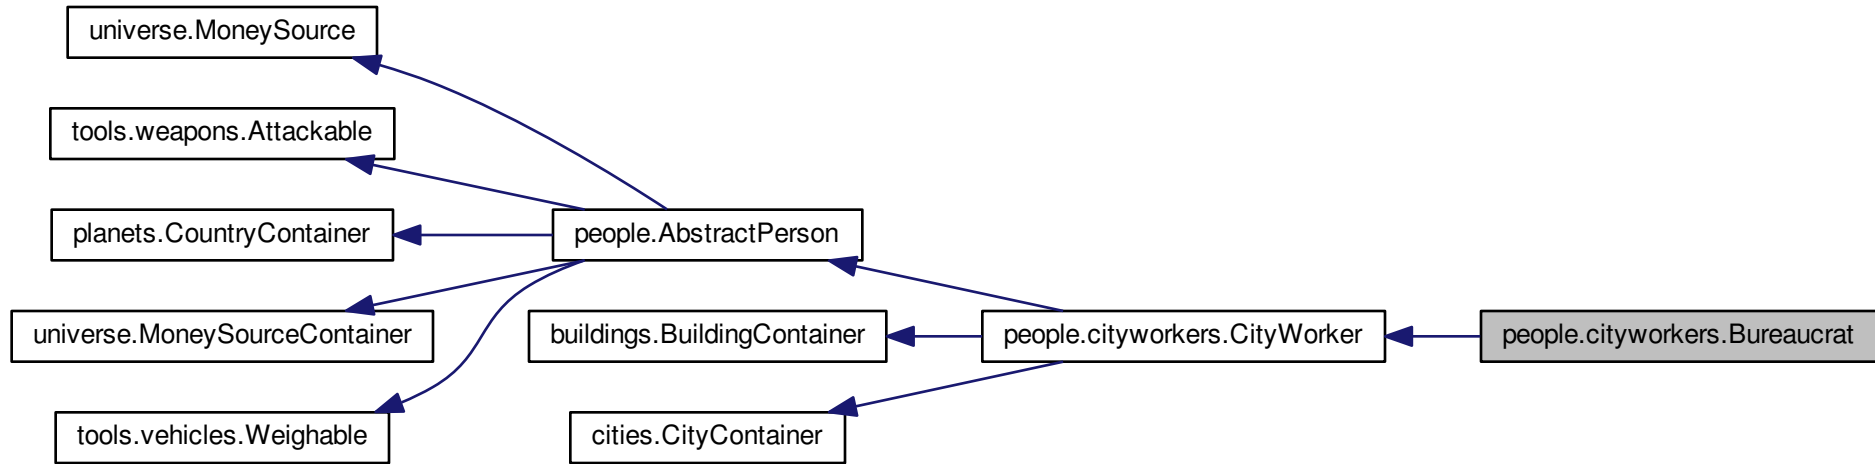 universe.MoneySource
tools.weapons.Attackable
planets.CountryContainer
people.AbstractPerson
universe.MoneySourceContainer
buildings.BuildingContainer
people.cityworkers.CityWorker
people.cityworkers.Bureaucrat
tools.vehicles.Weighable
cities.CityContainer